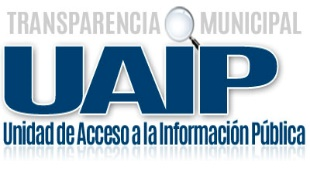 TRANSPARENCIA MUNICIPAL
UAIP
Unidad de Acceso a la Información Pública